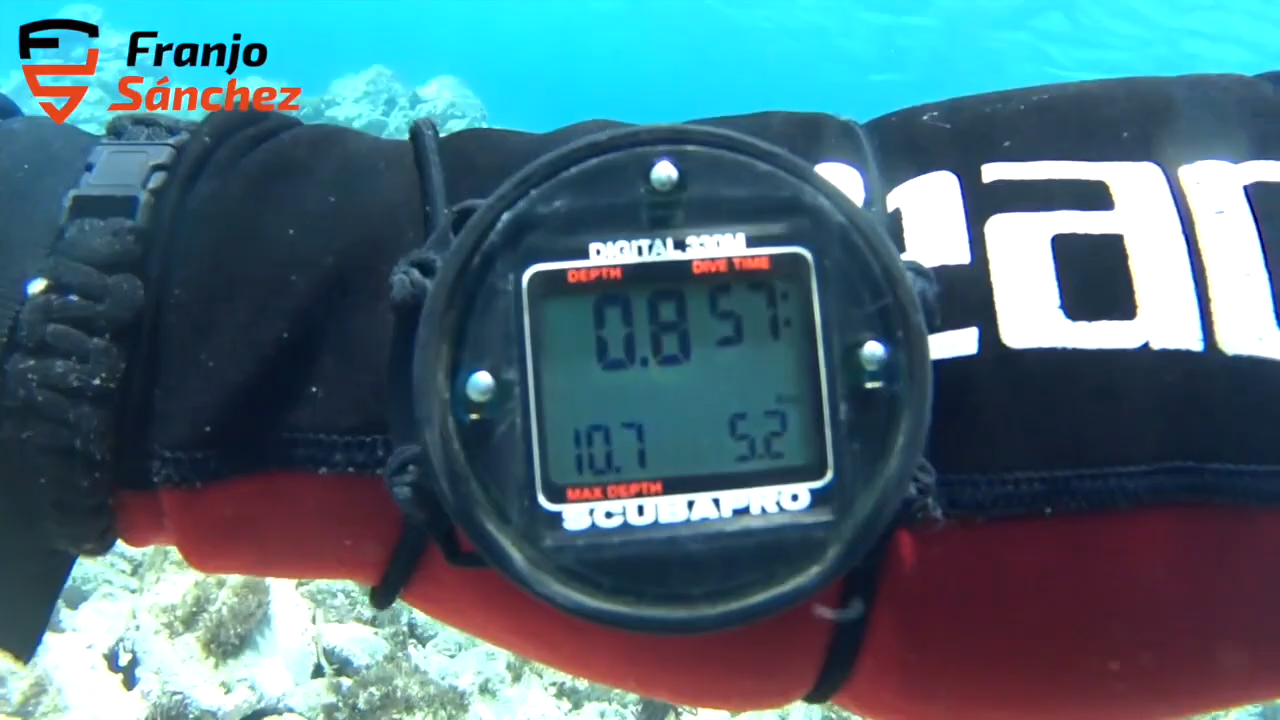 Franjo
Sánchez
DIGITAL 330M
DEPTH DIVE TIME
0.8 57:
10.7 5.2
MAX DEPTH
SCUBAPRO